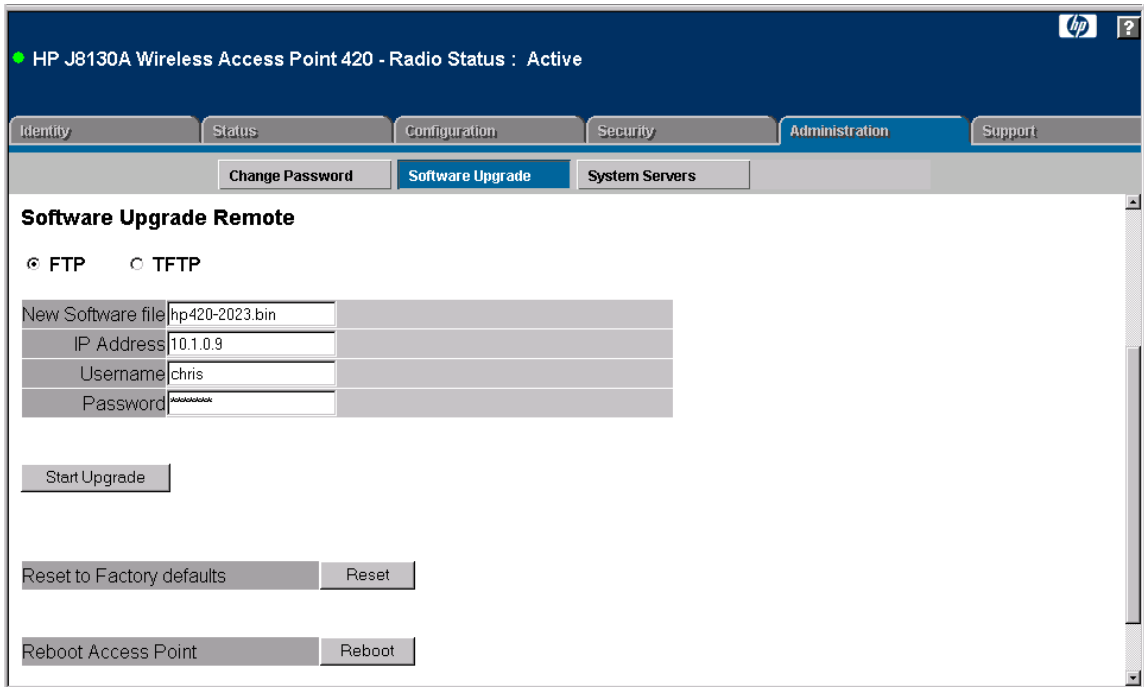 hp ?
HP J8130A Wireless Access Point 420 - Radio Status : Active
Identity Status Configuration Security Administration Support
Change Password Software Upgrade System Servers
Software Upgrade Remote
FTP TFTP
New Software file hp420-2023.bin
IP Address 10.1.0.9
Username chris
Password ********
Start Upgrade
Reset to Factory defaults Reset
Reboot Access Point Reboot